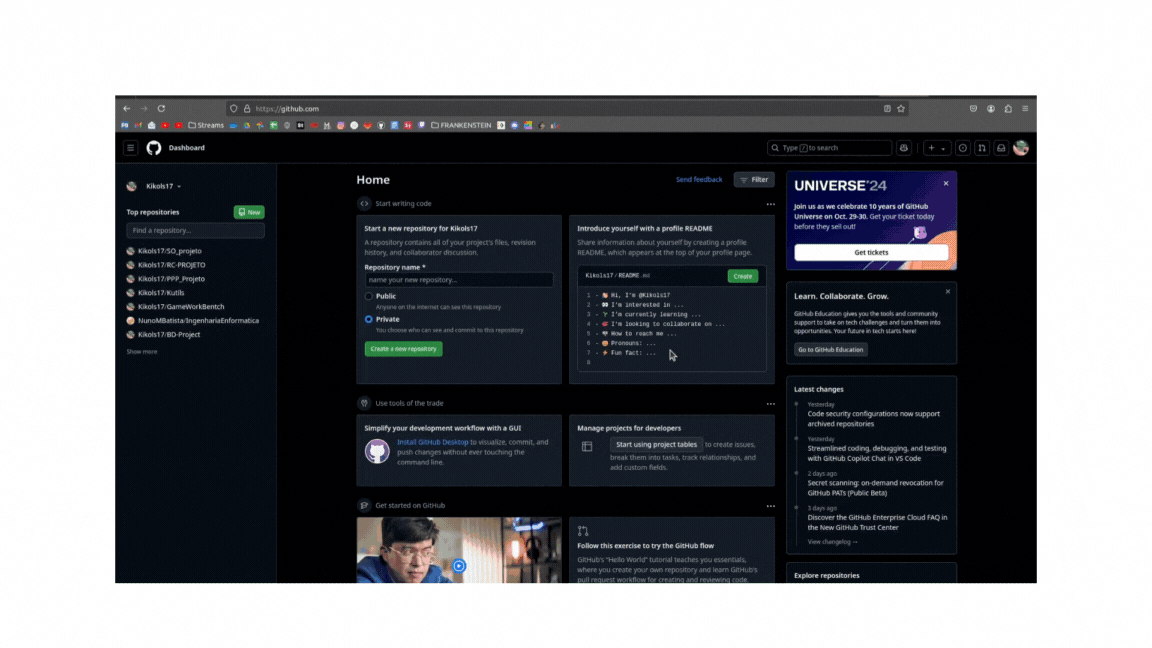 https://github.com
Streams
FRANKENSTEIN
Dashboard
Type / to search
Kikols17
Top repositories
New
Find a repository...
Kikols17/SO_projeto
Kikols17/RC-PROJETO
Kikols17/PPP_Projeto
Kikols17/Kutils
Kikols17/GameWorkBentch
NunoMBatista/IngenhariaEnformatica
Kikols17/BD-Project
Show more
Home
Send feedback
Filter
Start writing code
Start a new repository for Kikols17
A repository contains all of your project's files, revision
history, and collaborator discussion.
Repository name *
name your new repository...
Public
Anyone on the internet can see this repository
Private
You choose who can see and commit to this repository
Create a new repository
Introduce yourself with a profile README
Share information about yourself by creating a profile
README, which appears at the top of your profile page.
Kikols17/README.md
Create
1 - 👋 Hi, I'm @Kikols17
2 - 👀 I'm interested in ...
3 - 🌱 I'm currently learning ...
4 - 💞️ I'm looking to collaborate on ...
5 - 📫 How to reach me ...
6 - 😄 Pronouns: ...
7 - ⚡ Fun fact: ...
8
Use tools of the trade
Simplify your development workflow with a GUI
Install GitHub Desktop to visualize, commit, and
push changes without ever touching the
command line.
Manage projects for developers
Start using project tables to create issues,
break them into tasks, track relationships, and
add custom fields.
Get started on GitHub
Follow this exercise to try the GitHub flow
GitHub's "Hello World" tutorial teaches you essentials,
where you create your own repository and learn GitHub's
pull request workflow for creating and reviewing code.
UNIVERSE'24
Join us as we celebrate 10 years of GitHub
Universe on Oct. 29-30. Get your ticket today
before they sell out!
Get tickets
Learn. Collaborate. Grow.
GitHub Education gives you the tools and community
support to take on tech challenges and turn them into
opportunities. Your future in tech starts here!
Go to GitHub Education
Latest changes
Yesterday
Code security configurations now support
archived repositories
Yesterday
Streamlined coding, debugging, and testing
with GitHub Copilot Chat in VS Code
2 days ago
Secret scanning: on-demand revocation for
GitHub PATs (Public Beta)
3 days ago
Discover the GitHub Enterprise Cloud FAQ in
the New GitHub Trust Center
View changelog →
Explore repositories